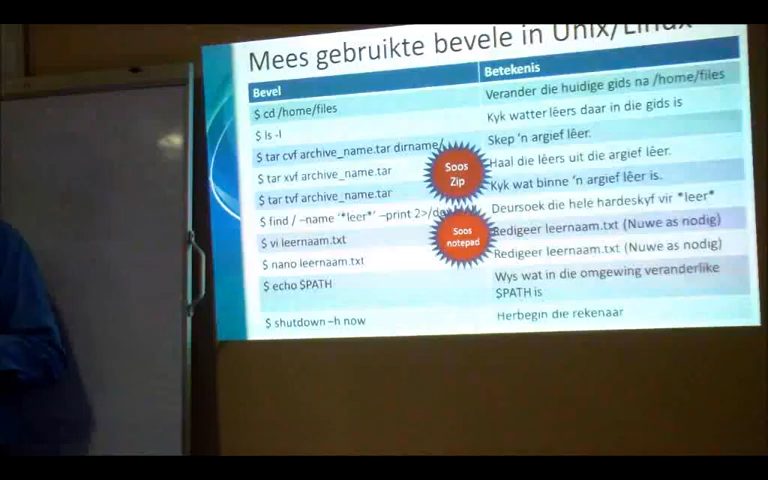 Mees gebruikte bevele in Unix/Linux
Bevel Betekenis
$ cd /home/files Verander die huidige gids na /home/files
$ ls -l Kyk watter lêers daar in die gids is
$ tar cvf archive_name.tar dirname/ Skep 'n argief lêer.
$ tar xvf archive_name.tar Haal die lêers uit die argief lêer.
$ tar tvf archive_name.tar Kyk wat binne 'n argief lêer is.
$ find / –name '*leer*' –print Deursoek die hele hardeskyf vir *leer*
$ vi leernaam.txt Redigeer leernaam.txt (Nuwe as nodig)
$ nano leernaam.txt Redigeer leernaam.txt (Nuwe as nodig)
$ echo $PATH Wys wat in die omgewing veranderlike
$PATH is
$ shutdown –h now Herbegin die rekenaar
Soos
Zip
Soos
notepad